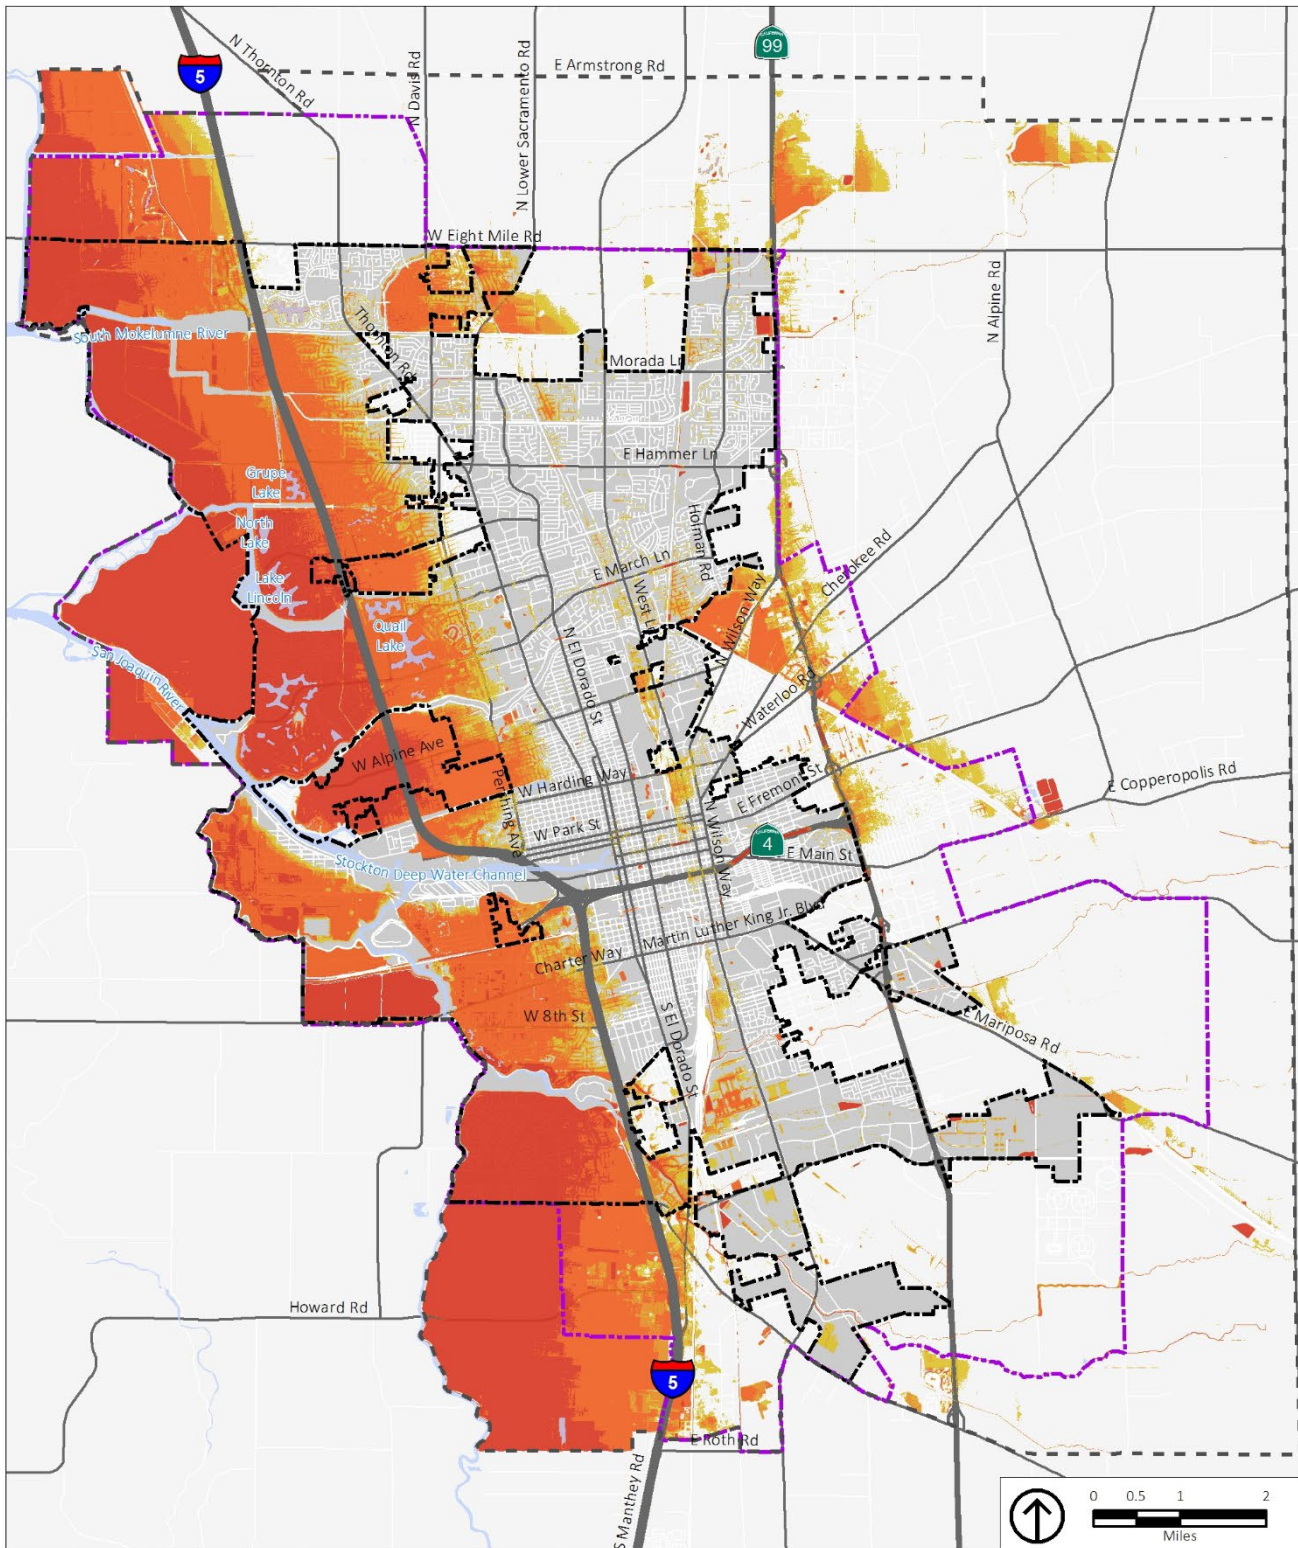 N Thornton Rd
5
N Davis Rd
N Lower Sacramento Rd
E Armstrong Rd
CALIFORNIA
99
W Eight Mile Rd
N Alpine Rd
South Mokelumne River
Thornton Rd
Morada Ln
E Hammer Ln
Grupe
Lake
North
Lake
Holman Rd
E March Ln
Cherokee Rd
Lake
Lincoln
West Ln
N Wilson Way
Quail
Lake
N El Dorado St
San Joaquin River
Waterloo Rd
W Alpine Ave
Pershing Ave
W Harding Way
E Fremont St
E Copperopolis Rd
W Park St
N Wilson Way
CALIFORNIA
4
E Main St
Stockton Deep Water Channel
Martin Luther King Jr. Blvd
Charter Way
W 8th St
S El Dorado St
E Mariposa Rd
Howard Rd
5
E Roth Rd
S Manthey Rd
0 0.5 1 2
Miles